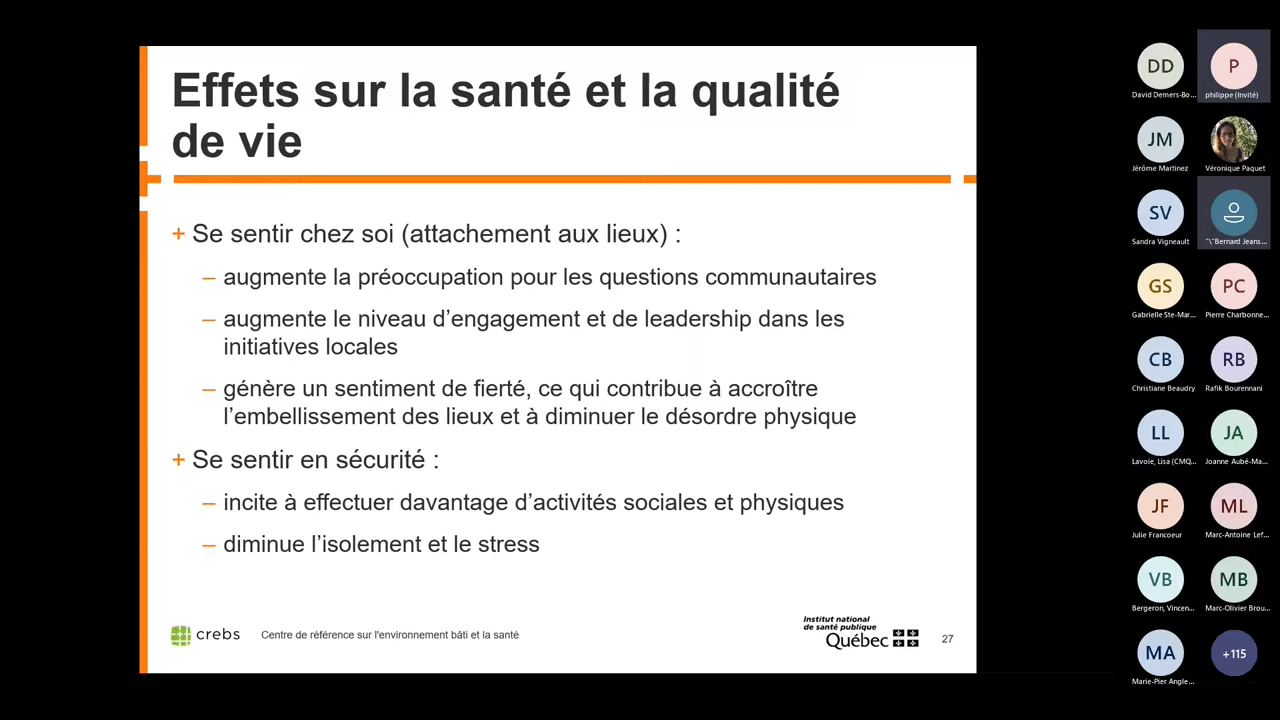 Effets sur la santé et la qualité
de vie
+ Se sentir chez soi (attachement aux lieux) :
– augmente la préoccupation pour les questions communautaires
– augmente le niveau d’engagement et de leadership dans les
initiatives locales
– génère un sentiment de fierté, ce qui contribue à accroître
l’embellissement des lieux et à diminuer le désordre physique
+ Se sentir en sécurité :
– incite à effectuer davantage d’activités sociales et physiques
– diminue l’isolement et le stress
crebs
Centre de référence sur l'environnement bâti et la santé
Institut national
de santé publique
Québec
27
DD
David Demers-Bo...
P
philippe (Invité)
JM
Jérôme Martinez
Véronique Paquet
SV
Sandra Vigneault
"\"Bernard Jeans...
GS
Gabrielle Ste-Mar...
PC
Pierre Charbonne...
CB
Christiane Beaudry
RB
Rafik Bourennani
LL
Lavoie, Lisa (CMQ...
JA
Joanne Aubé-Ma...
JF
Julie Francoeur
ML
Marc-Antoine Lef...
VB
Bergeron, Vincen...
MB
Marc-Olivier Brou...
MA
Marie-Pier Angle...
+115